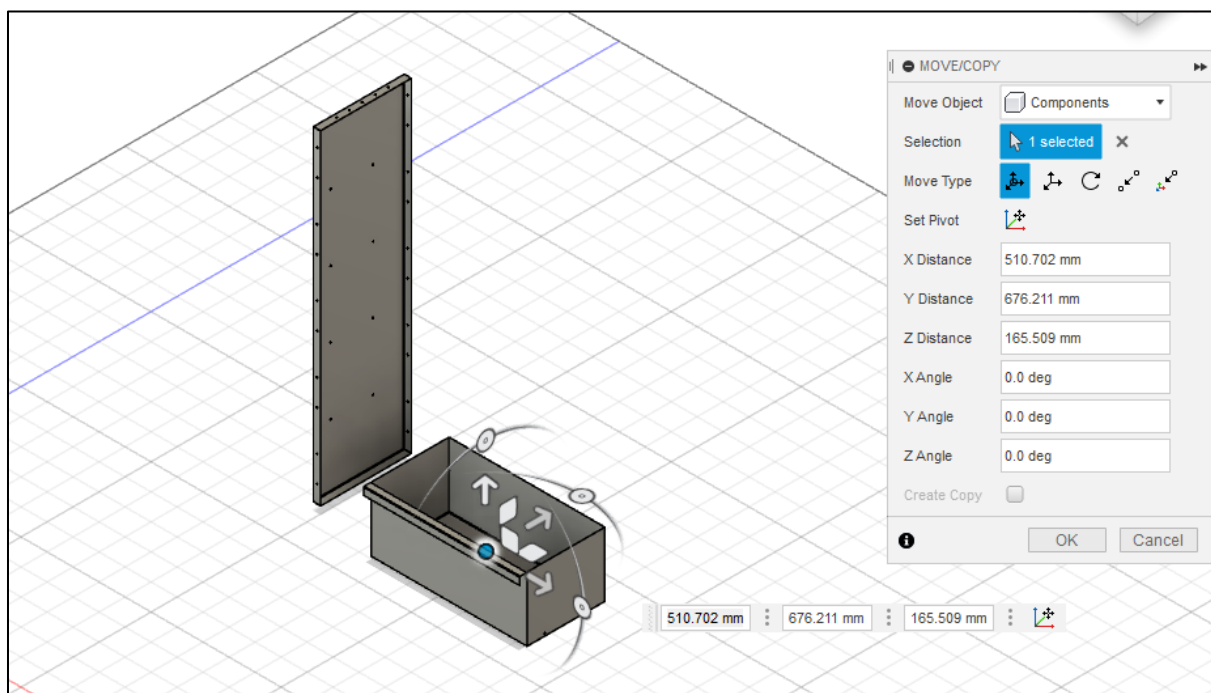 MOVE/COPY
Move Object Components
Selection 1 selected
Move Type
Set Pivot
X Distance 510.702 mm
Y Distance 676.211 mm
Z Distance 165.509 mm
X Angle 0.0 deg
Y Angle 0.0 deg
Z Angle 0.0 deg
Create Copy
OK Cancel
510.702 mm 676.211 mm 165.509 mm